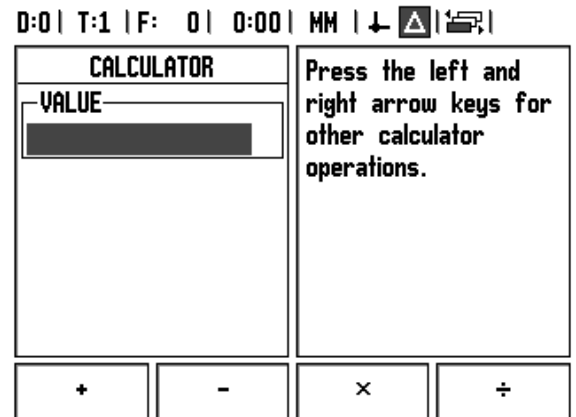 D:0| T:1 |F: 0| 0:00| MM |
CALCULATOR
VALUE
Press the left and
right arrow keys for
other calculator
operations.
+ - × ÷